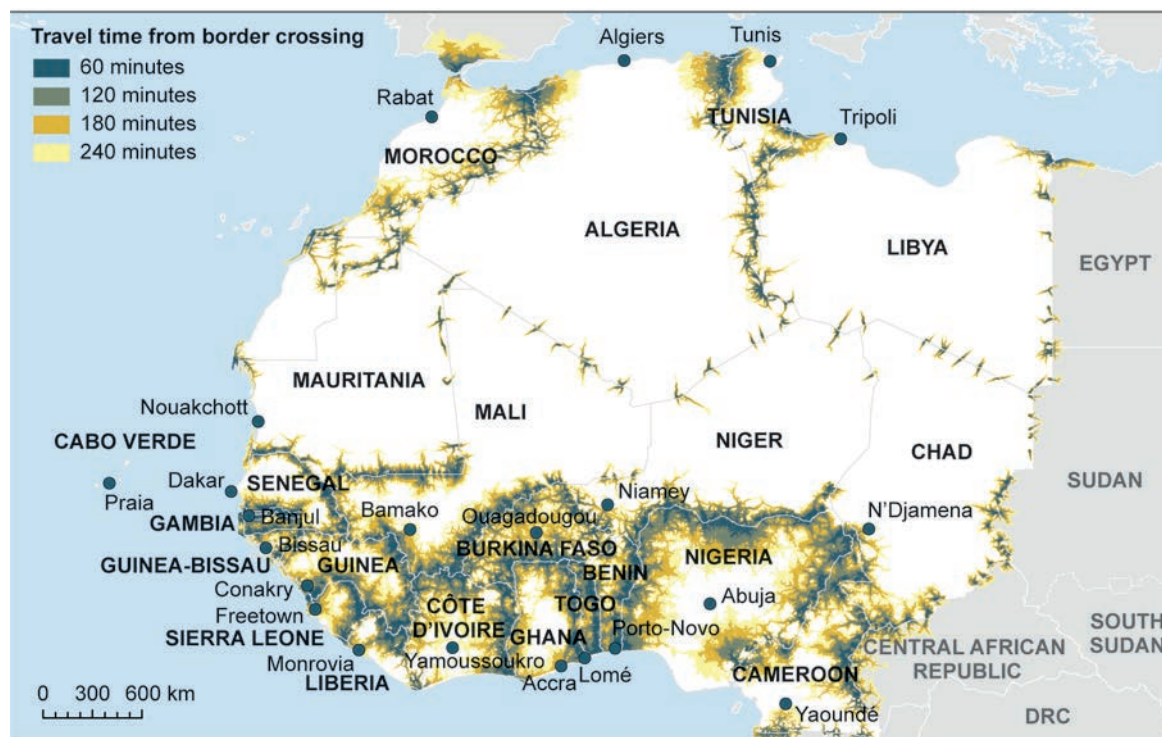 Travel time from border crossing
60 minutes
120 minutes
180 minutes
240 minutes
Algiers
Tunis
Rabat
TUNISIA
Tripoli
MOROCCO
ALGERIA
LIBYA
EGYPT
MAURITANIA
MALI
Nouakchott
NIGER
CHAD
CABO VERDE
SUDAN
Dakar
SENEGAL
Praia
Niamey
GAMBIA
Banjul
Bamako
Ouagadougou
N'Djamena
Bissau
BURKINA FASO
NIGERIA
GUINEA-BISSAU
GUINEA
BENIN
Conakry
Abuja
Freetown
CÔTE
D'IVOIRE
TOGO
SIERRA LEONE
GHANA
Porto-Novo
CENTRAL AFRICAN
REPUBLIC
SOUTH
SUDAN
Monrovia
Yamoussoukro
Lomé
CAMEROON
LIBERIA
Accra
0 300 600 km
Yaoundé
DRC